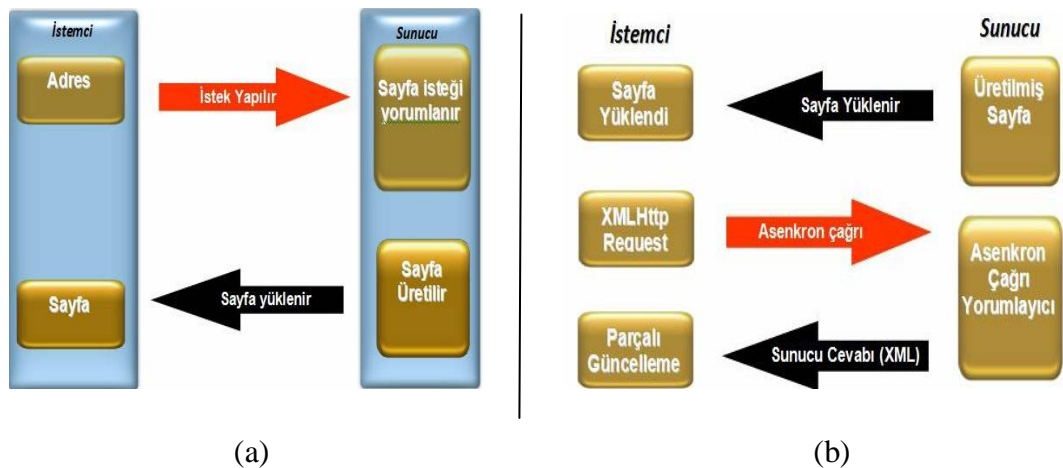 İstemci
Sunucu
Adres
İstek Yapılır
Sayfa isteği
yorumlanır
Sayfa
Üretilir
Sayfa yüklenir
Sayfa
(a)
İstemci
Sunucu
Sayfa
Yüklendi
Sayfa Yüklenir
Üretilmiş
Sayfa
XMLHttp
Request
Asenkron çağrı
Asenkron
Çağrı
Yorumlayıcı
Parçalı
Güncelleme
Sunucu Cevabı (XML)
(b)